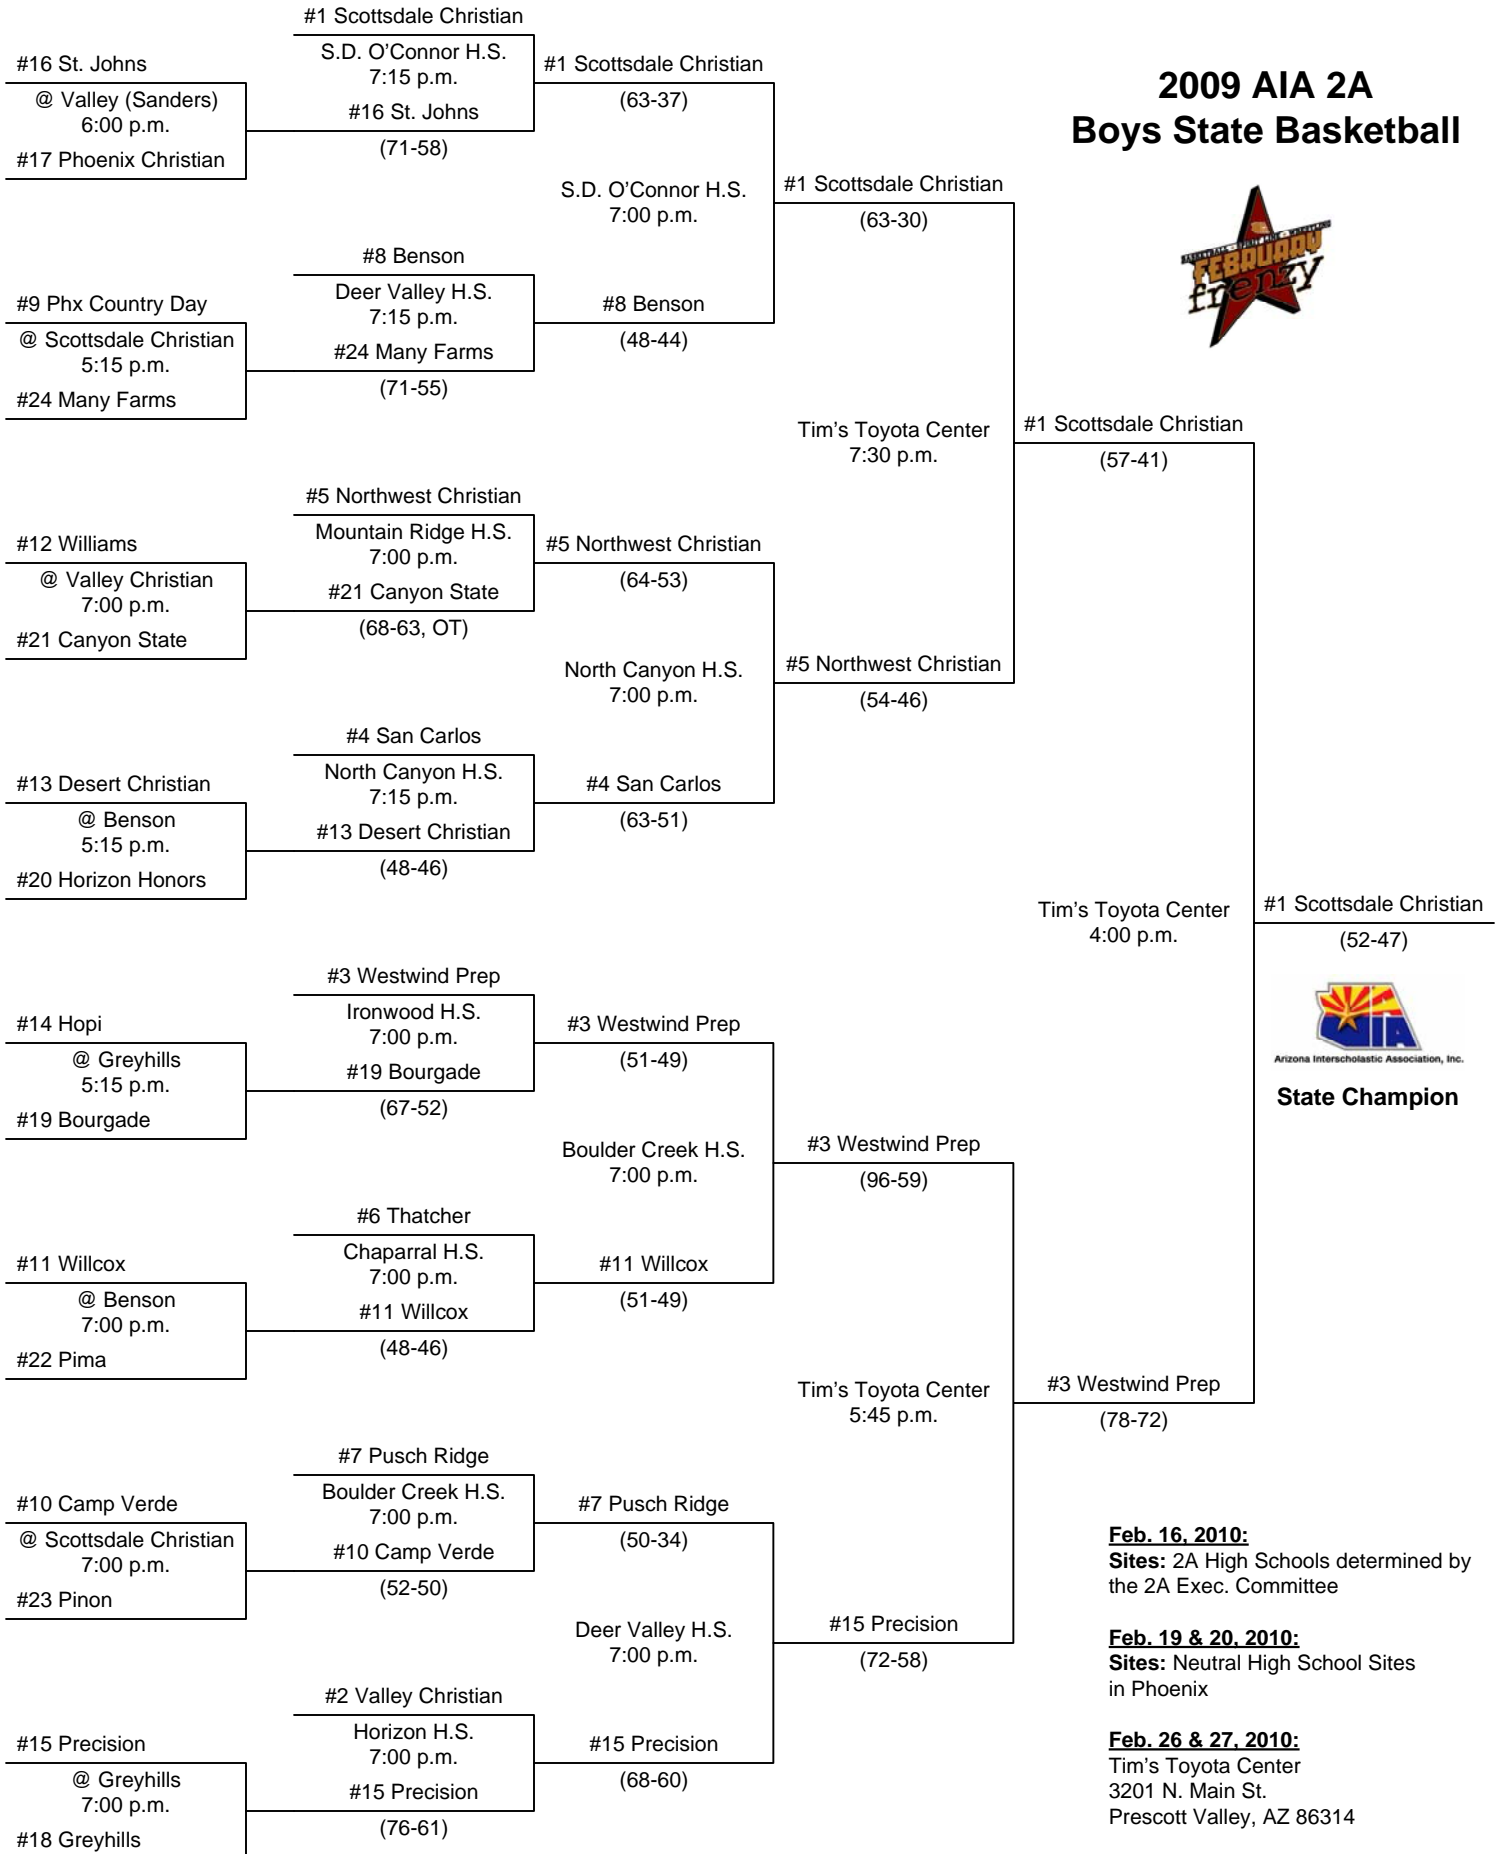 2009 AIA 2A
Boys State Basketball
BASKETBALL - SPIRIT LINE - WRESTLING
FEBRUARY
frenzy
#16 St. Johns
@ Valley (Sanders)
6:00 p.m.
#17 Phoenix Christian
#9 Phx Country Day
@ Scottsdale Christian
5:15 p.m.
#24 Many Farms
#12 Williams
@ Valley Christian
7:00 p.m.
#21 Canyon State
#13 Desert Christian
@ Benson
5:15 p.m.
#20 Horizon Honors
#14 Hopi
@ Greyhills
5:15 p.m.
#19 Bourgade
#11 Willcox
@ Benson
7:00 p.m.
#22 Pima
#10 Camp Verde
@ Scottsdale Christian
7:00 p.m.
#23 Pinon
#15 Precision
@ Greyhills
7:00 p.m.
#18 Greyhills
#1 Scottsdale Christian
S.D. O'Connor H.S.
7:15 p.m.
#16 St. Johns
(71-58)
#8 Benson
Deer Valley H.S.
7:15 p.m.
#24 Many Farms
(71-55)
#5 Northwest Christian
Mountain Ridge H.S.
7:00 p.m.
#21 Canyon State
(68-63, OT)
#4 San Carlos
North Canyon H.S.
7:15 p.m.
#13 Desert Christian
(48-46)
#3 Westwind Prep
Ironwood H.S.
7:00 p.m.
#19 Bourgade
(67-52)
#6 Thatcher
Chaparral H.S.
7:00 p.m.
#11 Willcox
(48-46)
#7 Pusch Ridge
Boulder Creek H.S.
7:00 p.m.
#10 Camp Verde
(52-50)
#2 Valley Christian
Horizon H.S.
7:00 p.m.
#15 Precision
(76-61)
#1 Scottsdale Christian
(63-37)
S.D. O'Connor H.S.
7:00 p.m.
#8 Benson
(48-44)
#5 Northwest Christian
(64-53)
North Canyon H.S.
7:00 p.m.
#4 San Carlos
(63-51)
#3 Westwind Prep
(51-49)
Boulder Creek H.S.
7:00 p.m.
#11 Willcox
(51-49)
#7 Pusch Ridge
(50-34)
Deer Valley H.S.
7:00 p.m.
#15 Precision
(68-60)
#1 Scottsdale Christian
(63-30)
Tim's Toyota Center
7:30 p.m.
#5 Northwest Christian
(54-46)
#3 Westwind Prep
(96-59)
Tim's Toyota Center
5:45 p.m.
#15 Precision
(72-58)
#1 Scottsdale Christian
(57-41)
Tim's Toyota Center
4:00 p.m.
#3 Westwind Prep
(78-72)
#1 Scottsdale Christian
(52-47)
AIA
Arizona Interscholastic Association, Inc.
State Champion
Feb. 16, 2010:
Sites: 2A High Schools determined by
the 2A Exec. Committee
Feb. 19 & 20, 2010:
Sites: Neutral High School Sites
in Phoenix
Feb. 26 & 27, 2010:
Tim's Toyota Center
3201 N. Main St.
Prescott Valley, AZ 86314